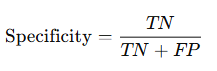 Specificity = TN / TN + FP